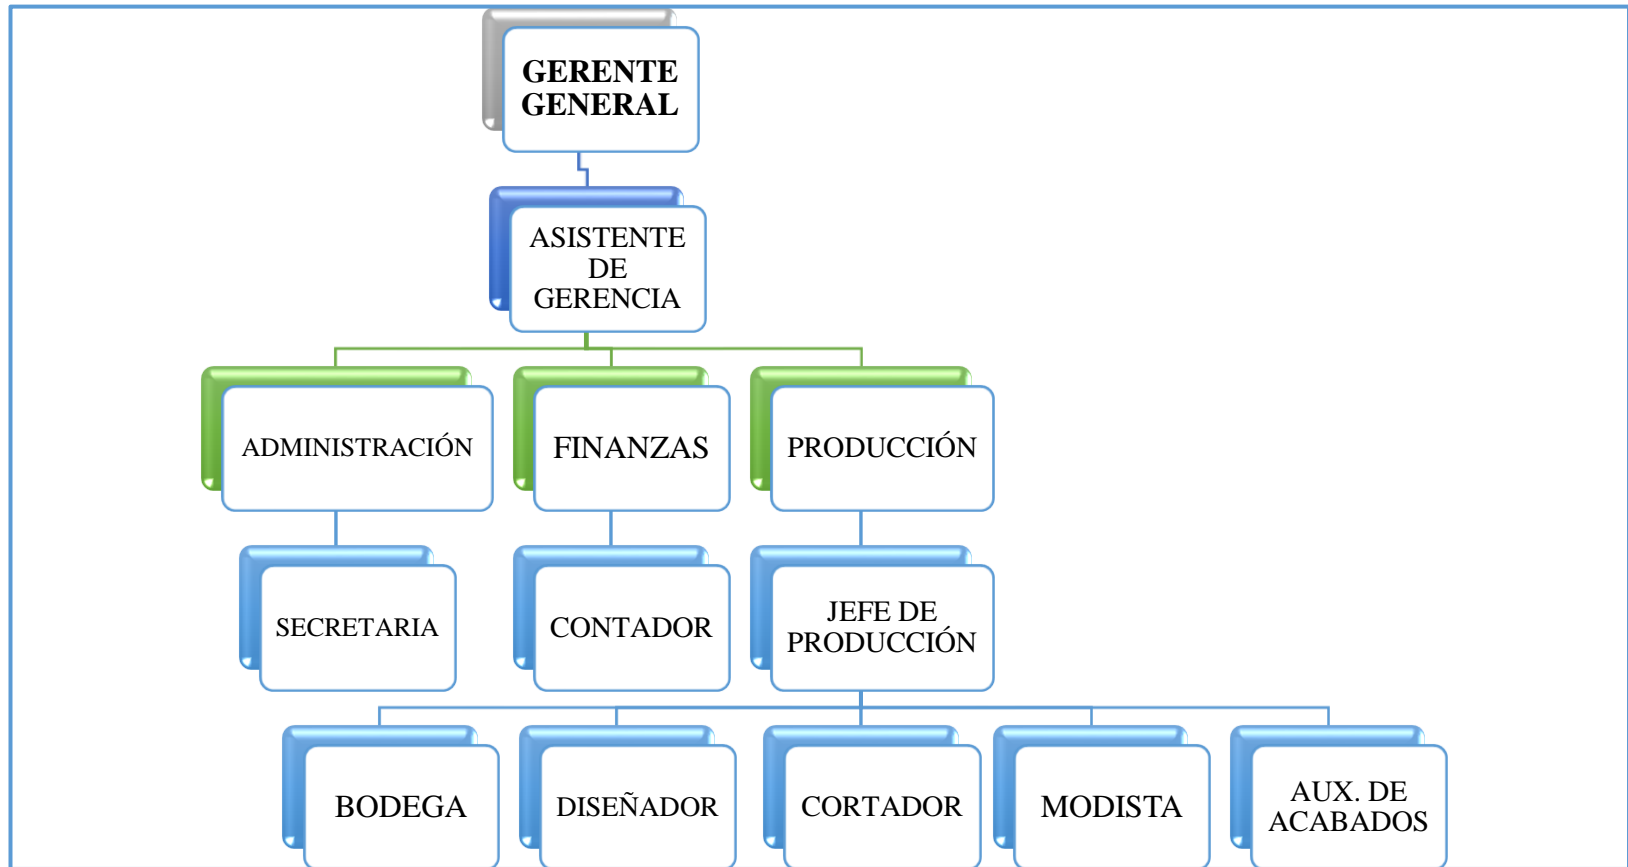 GERENTE
GENERAL
ASISTENTE
DE
GERENCIA
ADMINISTRACIÓN
FINANZAS
PRODUCCIÓN
SECRETARIA
CONTADOR
JEFE DE
PRODUCCIÓN
BODEGA
DISEÑADOR
CORTADOR
MODISTA
AUX. DE
ACABADOS